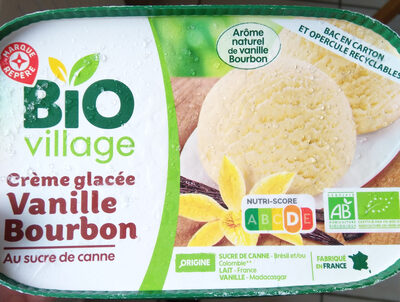 MARQUE
REPÈRE
BiO
village
Crème glacée
Vanille
Bourbon
Au sucre de canne
Arôme
naturel
de vanille
Bourbon
BAC EN CARTON
ET OPERCULE RECYCLABLES
NUTRI-SCORE
A B C D E
AB
ORIGINE
SUCRE DE CANNE - Brésil et/ou
Colombie
LAIT - France
VANILLE - Madagascar
FABRIQUÉ
EN FRANCE